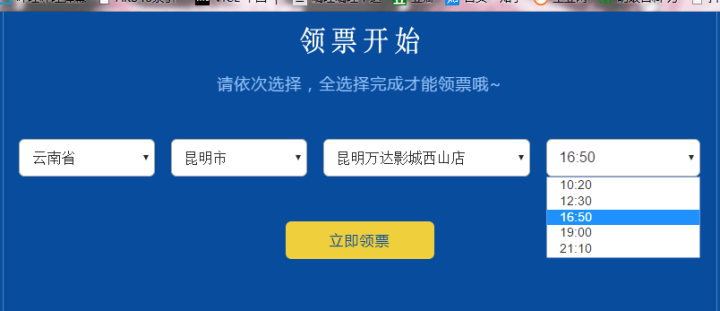 领票开始
请依次选择，全选择完成才能领票哦~
云南省
昆明市
昆明万达影城西山店
16:50
10:20
12:30
16:50
19:00
21:10
立即领票